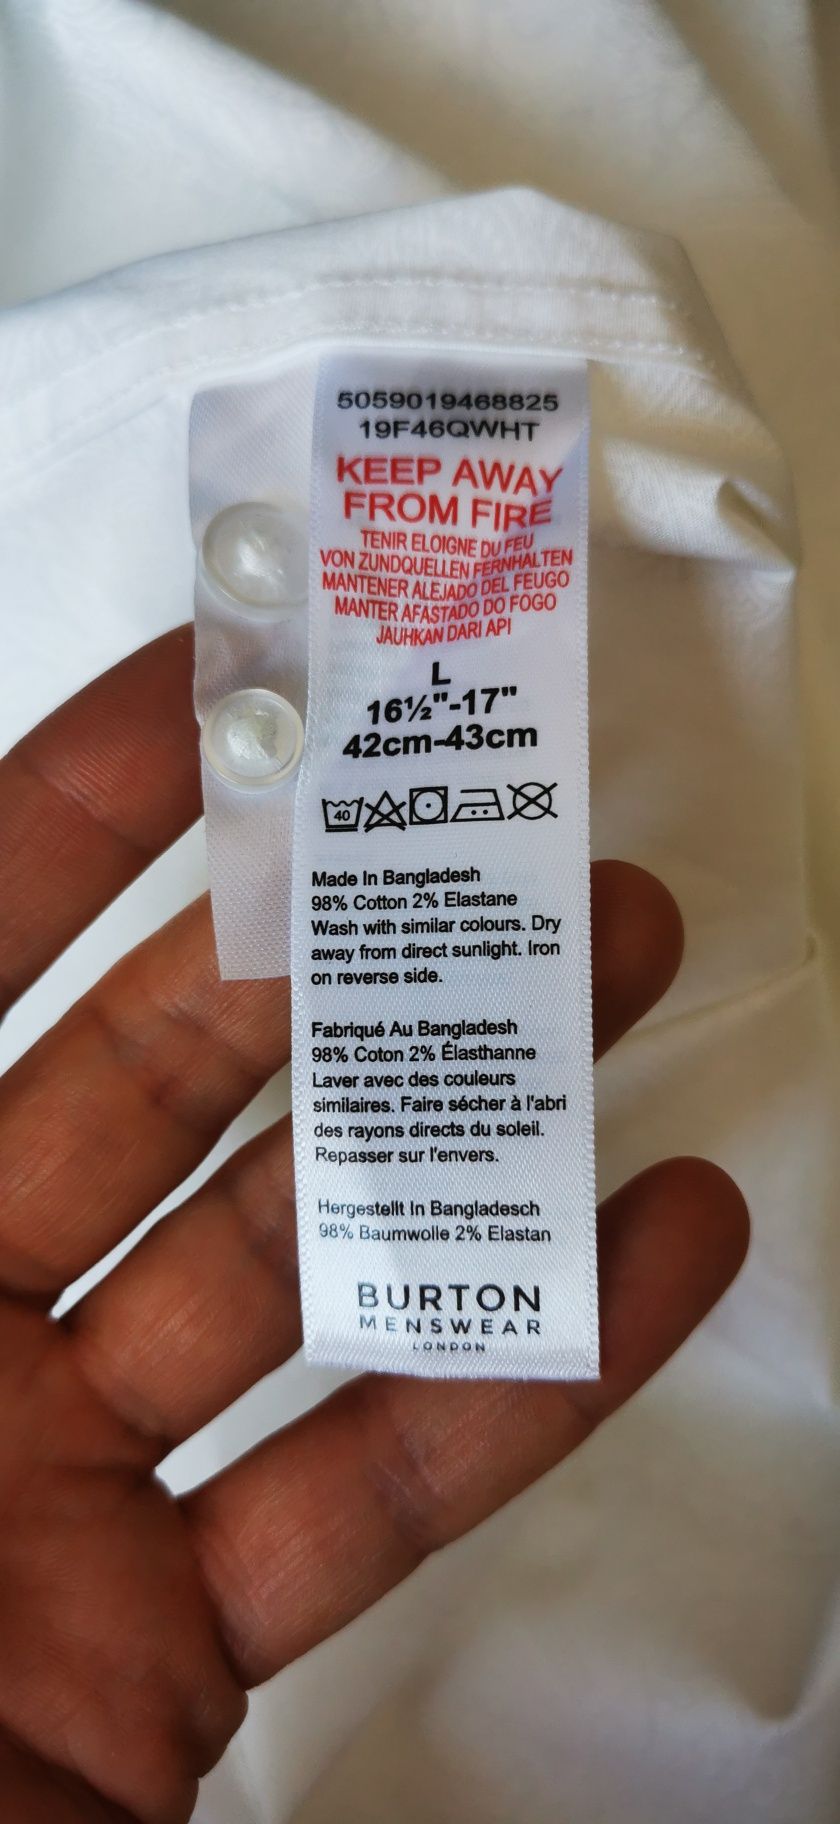 5059019468825
19F46QWHT
KEEP AWAY
FROM FIRE
TENIR ELOIGNE DU FEU
VON ZUNDQUELLEN FERNHALTEN
MANTENER ALEJADO DEL FEUGO
MANTER AFASTADO DO FOGO
JAUHKAN DARI API
L
16½"-17"
42cm-43cm
40
Made In Bangladesh
98% Cotton 2% Elastane
Wash with similar colours. Dry
away from direct sunlight. Iron
on reverse side.
Fabriqué Au Bangladesh
98% Coton 2% Élasthanne
Laver avec des couleurs
similaires. Faire sécher à l'abri
des rayons directs du soleil.
Repasser sur l'envers.
Hergestellt In Bangladesch
98% Baumwolle 2% Elastan
BURTON
MENSWEAR
LONDON